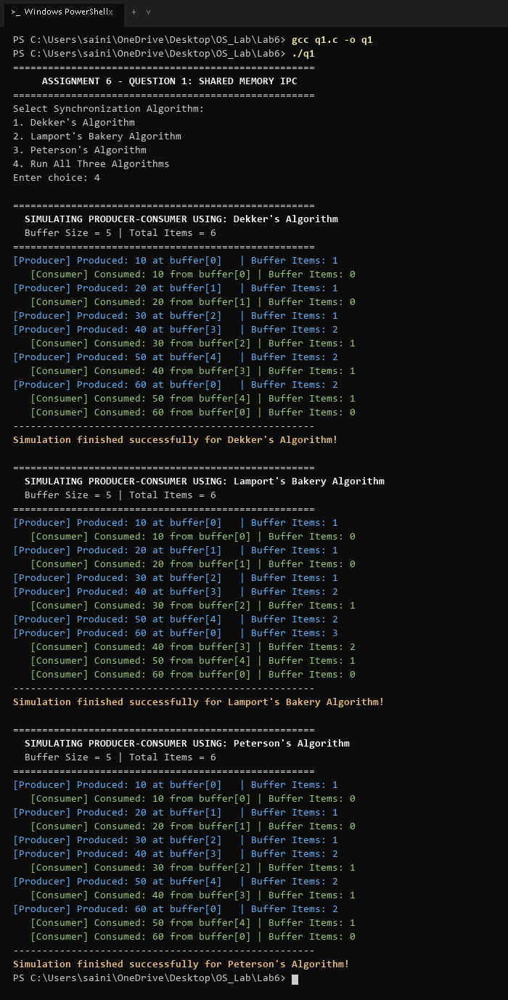 >_ Windows PowerShell× + v
PS C:\Users\saini\OneDrive\Desktop\OS_Lab\Lab6> gcc q1.c -o q1
PS C:\Users\saini\OneDrive\Desktop\OS_Lab\Lab6> ./q1
====================================================
ASSIGNMENT 6 - QUESTION 1: SHARED MEMORY IPC
====================================================
Select Synchronization Algorithm:
1. Dekker's Algorithm
2. Lamport's Bakery Algorithm
3. Peterson's Algorithm
4. Run All Three Algorithms
Enter choice: 4
====================================================
SIMULATING PRODUCER-CONSUMER USING: Dekker's Algorithm
Buffer Size = 5 | Total Items = 6
====================================================
[Producer] Produced: 10 at buffer[0]   | Buffer Items: 1
[Consumer] Consumed: 10 from buffer[0] | Buffer Items: 0
[Producer] Produced: 20 at buffer[1]   | Buffer Items: 1
[Consumer] Consumed: 20 from buffer[1] | Buffer Items: 0
[Producer] Produced: 30 at buffer[2]   | Buffer Items: 1
[Producer] Produced: 40 at buffer[3]   | Buffer Items: 2
[Consumer] Consumed: 30 from buffer[2] | Buffer Items: 1
[Producer] Produced: 50 at buffer[4]   | Buffer Items: 2
[Consumer] Consumed: 40 from buffer[3] | Buffer Items: 1
[Producer] Produced: 60 at buffer[0]   | Buffer Items: 2
[Consumer] Consumed: 50 from buffer[4] | Buffer Items: 1
[Consumer] Consumed: 60 from buffer[0] | Buffer Items: 0
----------------------------------------------------
Simulation finished successfully for Dekker's Algorithm!
====================================================
SIMULATING PRODUCER-CONSUMER USING: Lamport's Bakery Algorithm
Buffer Size = 5 | Total Items = 6
====================================================
[Producer] Produced: 10 at buffer[0]   | Buffer Items: 1
[Consumer] Consumed: 10 from buffer[0] | Buffer Items: 0
[Producer] Produced: 20 at buffer[1]   | Buffer Items: 1
[Consumer] Consumed: 20 from buffer[1] | Buffer Items: 0
[Producer] Produced: 30 at buffer[2]   | Buffer Items: 1
[Producer] Produced: 40 at buffer[3]   | Buffer Items: 2
[Consumer] Consumed: 30 from buffer[2] | Buffer Items: 1
[Producer] Produced: 50 at buffer[4]   | Buffer Items: 2
[Producer] Produced: 60 at buffer[0]   | Buffer Items: 3
[Consumer] Consumed: 40 from buffer[3] | Buffer Items: 2
[Consumer] Consumed: 50 from buffer[4] | Buffer Items: 1
[Consumer] Consumed: 60 from buffer[0] | Buffer Items: 0
----------------------------------------------------
Simulation finished successfully for Lamport's Bakery Algorithm!
====================================================
SIMULATING PRODUCER-CONSUMER USING: Peterson's Algorithm
Buffer Size = 5 | Total Items = 6
====================================================
[Producer] Produced: 10 at buffer[0]   | Buffer Items: 1
[Consumer] Consumed: 10 from buffer[0] | Buffer Items: 0
[Producer] Produced: 20 at buffer[1]   | Buffer Items: 1
[Consumer] Consumed: 20 from buffer[1] | Buffer Items: 0
[Producer] Produced: 30 at buffer[2]   | Buffer Items: 1
[Producer] Produced: 40 at buffer[3]   | Buffer Items: 2
[Consumer] Consumed: 30 from buffer[2] | Buffer Items: 1
[Producer] Produced: 50 at buffer[4]   | Buffer Items: 2
[Consumer] Consumed: 40 from buffer[3] | Buffer Items: 1
[Producer] Produced: 60 at buffer[0]   | Buffer Items: 2
[Consumer] Consumed: 50 from buffer[4] | Buffer Items: 1
[Consumer] Consumed: 60 from buffer[0] | Buffer Items: 0
----------------------------------------------------
Simulation finished successfully for Peterson's Algorithm!
PS C:\Users\saini\OneDrive\Desktop\OS_Lab\Lab6>